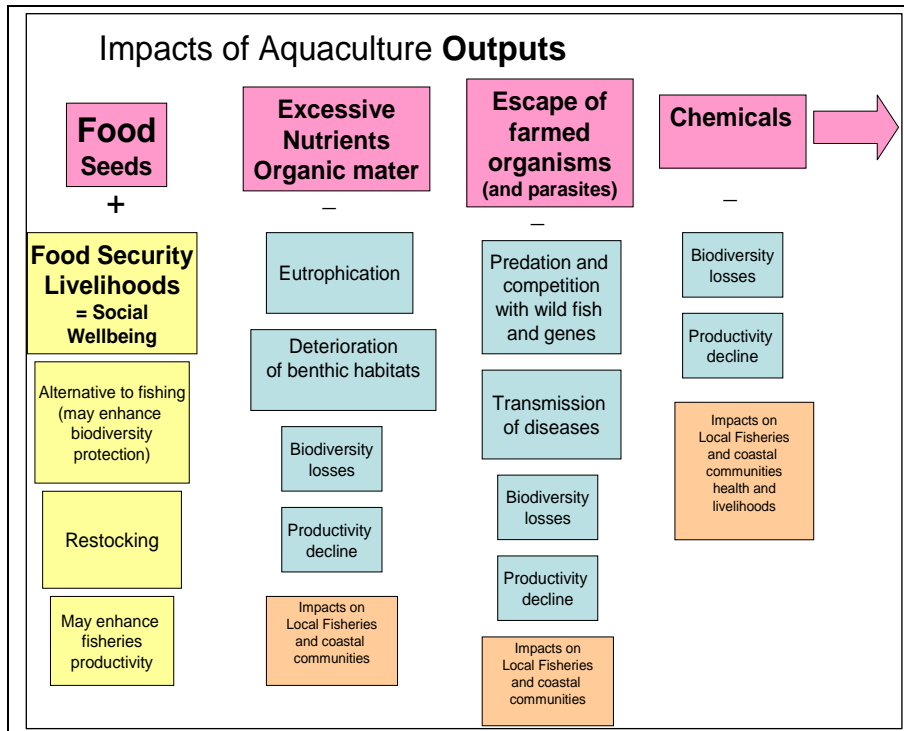 Impacts of Aquaculture Outputs
Food
Seeds
+
Food Security
Livelihoods
= Social
Wellbeing
Alternative to fishing
(may enhance
biodiversity
protection)
Restocking
May enhance
fisheries
productivity
Excessive
Nutrients
Organic mater
–
Eutrophication
Deterioration
of benthic habitats
Biodiversity
losses
Productivity
decline
Impacts on
Local Fisheries
and coastal
communities
Escape of
farmed
organisms
(and parasites)
–
Predation and
competition
with wild fish
and genes
Transmission
of diseases
Biodiversity
losses
Productivity
decline
Impacts on
Local Fisheries
and coastal
communities
Chemicals
–
Biodiversity
losses
Productivity
decline
Impacts on
Local Fisheries
and coastal
communities
health and
livelihoods